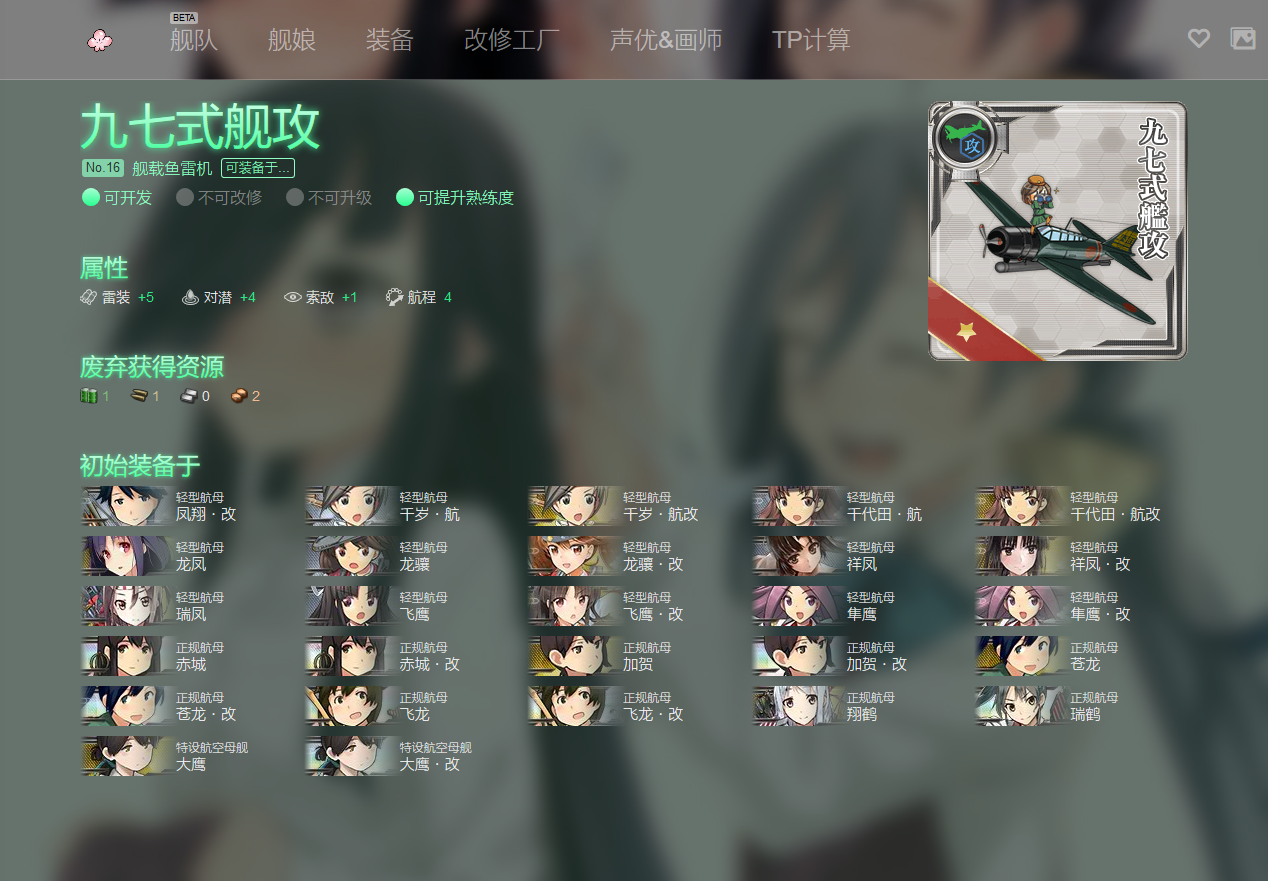 BETA
舰队 舰娘 装备 改修工厂 声优&画师 TP计算
九七式舰攻
No.16 舰载鱼雷机 可装备于...
可开发 不可改修 不可升级 可提升熟练度
攻
九七式艦攻
属性
雷装 +5 对潜 +4 索敌 +1 航程 4
废弃获得资源
1 1 0 2
初始装备于
轻型航母 轻型航母 轻型航母 轻型航母 轻型航母
凤翔·改 千岁·航 千岁·航改 千代田·航 千代田·航改
轻型航母 轻型航母 轻型航母 轻型航母 轻型航母
龙凤 龙骧 龙骧·改 祥凤 祥凤·改
轻型航母 轻型航母 轻型航母 轻型航母 轻型航母
瑞凤 飞鹰 飞鹰·改 隼鹰 隼鹰·改
正规航母 正规航母 正规航母 正规航母 正规航母
赤城 赤城·改 加贺 加贺·改 苍龙
正规航母 正规航母 正规航母 正规航母 正规航母
苍龙·改 飞龙 飞龙·改 翔鹤 瑞鹤
特设航空母舰 特设航空母舰
大鹰 大鹰·改